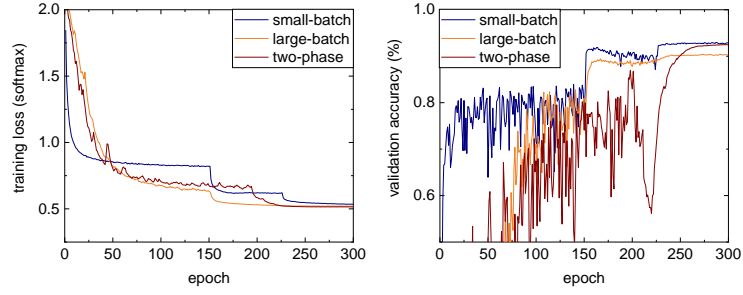 2.0
1.5
1.0
0.5
0
50
100
150
200
250
300
training loss (softmax)
epoch
small-batch
large-batch
two-phase
1.0
0.8
0.6
0
50
100
150
200
250
300
validation accuracy (%)
epoch
small-batch
large-batch
two-phase